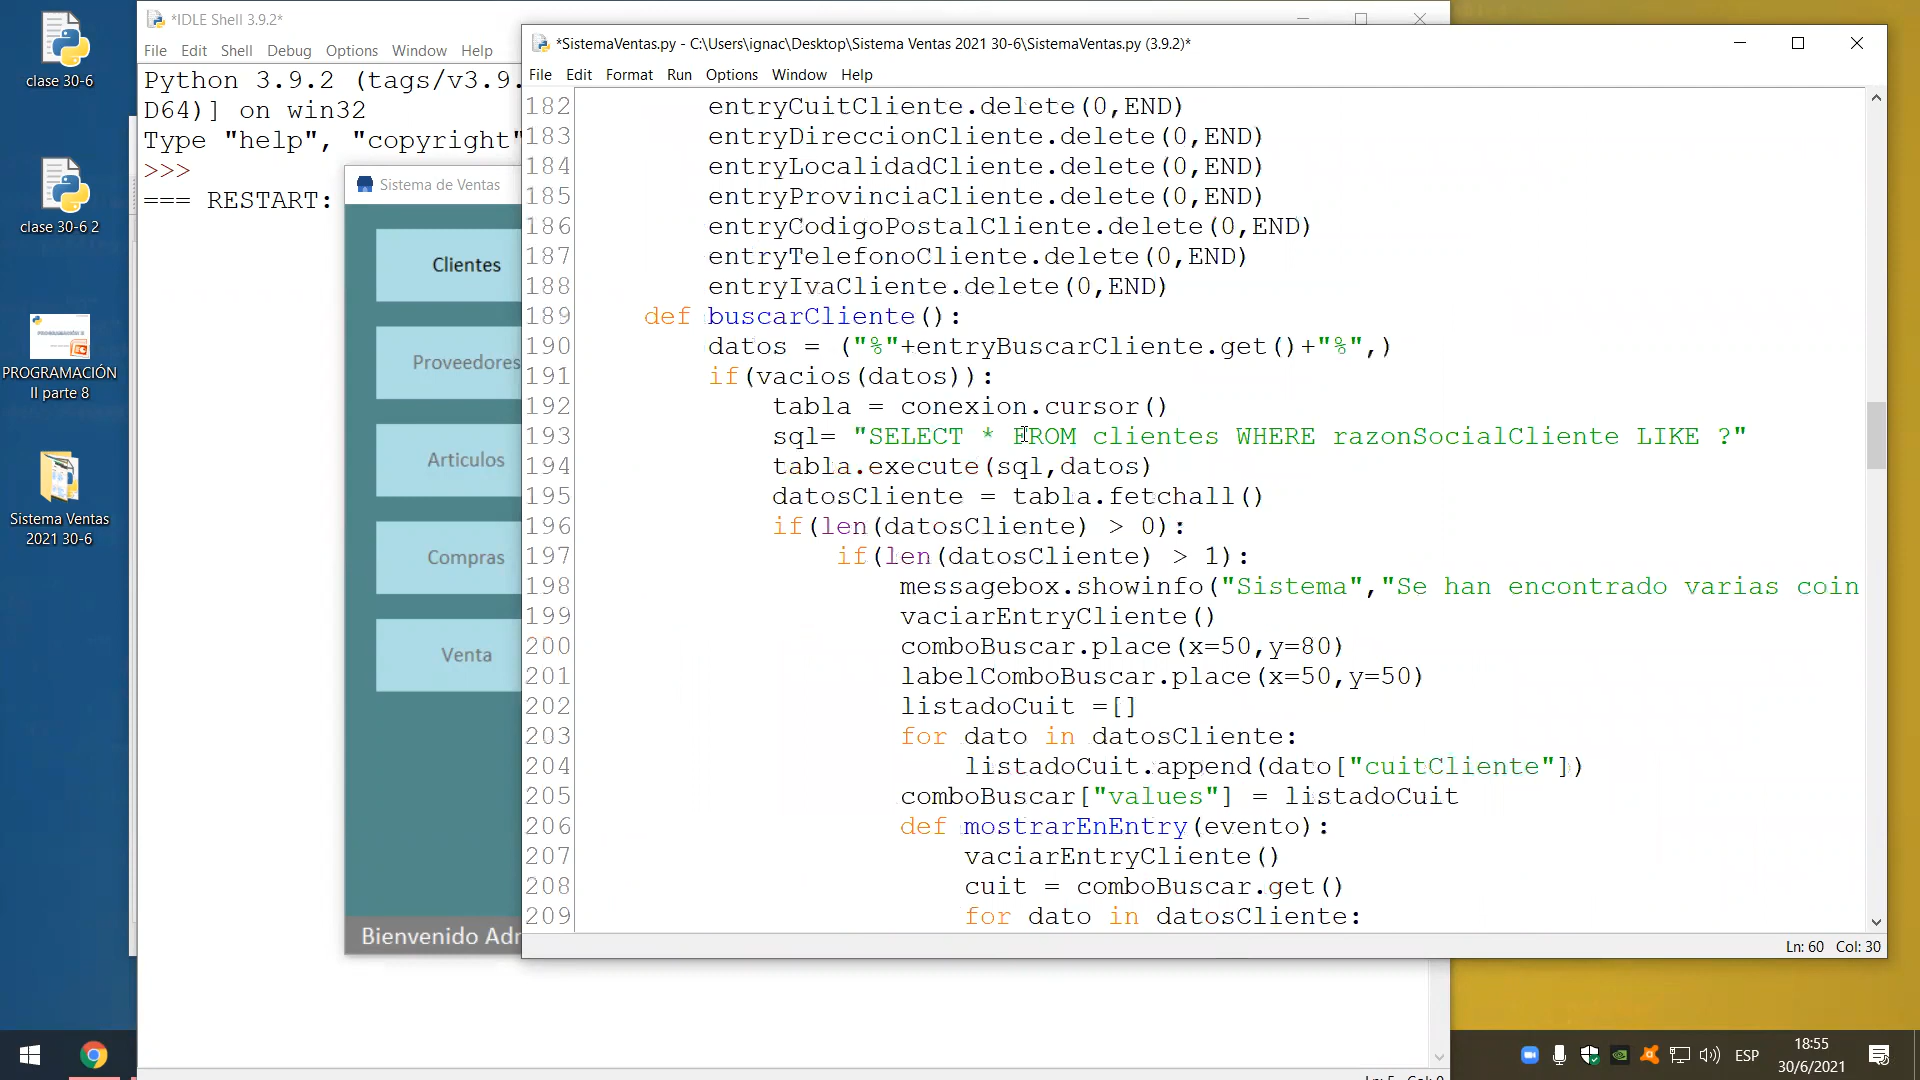 clase 30-6
clase 30-6 2
PROGRAMACIÓN
II parte 8
Sistema Ventas
2021 30-6
*IDLE Shell 3.9.2*
File Edit Shell Debug Options Window Help
Python 3.9.2 (tags/v3.9.
D64)] on win32
Type "help", "copyright"
>>>
=== RESTART:
Sistema de Ventas
Clientes
Proveedores
Articulos
Compras
Venta
Bienvenido Adr
*SistemaVentas.py - C:\Users\ignac\Desktop\Sistema Ventas 2021 30-6\SistemaVentas.py (3.9.2)*
File Edit Format Run Options Window Help
182 entryCuitCliente.delete(0,END)
183 entryDireccionCliente.delete(0,END)
184 entryLocalidadCliente.delete(0,END)
185 entryProvinciaCliente.delete(0,END)
186 entryCodigoPostalCliente.delete(0,END)
187 entryTelefonoCliente.delete(0,END)
188 entryIvaCliente.delete(0,END)
189 def buscarCliente():
190 datos = ("%"+entryBuscarCliente.get()+"%",)
191 if(vacios(datos)):
192 tabla = conexion.cursor()
193 sql= "SELECT * FROM clientes WHERE razonSocialCliente LIKE ?"
194 tabla.execute(sql,datos)
195 datosCliente = tabla.fetchall()
196 if(len(datosCliente) > 0):
197 if(len(datosCliente) > 1):
198 messagebox.showinfo("Sistema","Se han encontrado varias coin
199 vaciarEntryCliente()
200 comboBuscar.place(x=50,y=80)
201 labelComboBuscar.place(x=50,y=50)
202 listadoCuit =[]
203 for dato in datosCliente:
204 listadoCuit.append(dato["cuitCliente"])
205 comboBuscar["values"] = listadoCuit
206 def mostrarEnEntry(evento):
207 vaciarEntryCliente()
208 cuit = comboBuscar.get()
209 for dato in datosCliente:
Ln: 60 Col: 30
ESP
18:55
30/6/2021